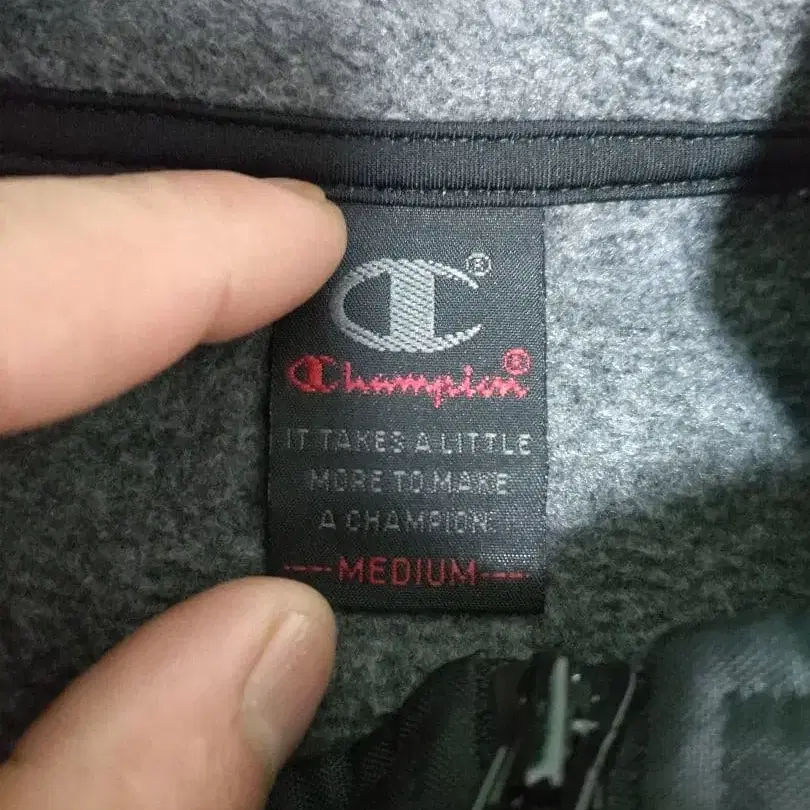 C®
Champion®
IT TAKES A LITTLE
MORE TO MAKE
A CHAMPION.
---MEDIUM---